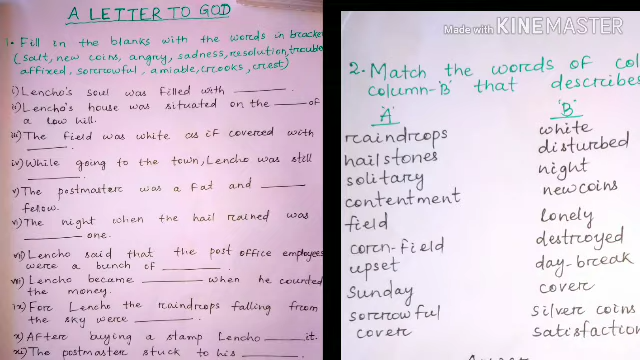 A LETTER TO GOD
1. Fill in the blanks with the words in bracket
(salt, new coins, angry, sadness, resolution, trouble
affixed, sorrowful, amiable, crooks, crest)
i) Lencho's soul was filled with ______.
ii) Lencho's house was situated on the ____ of
a low hill.
iii) The field was white as if covered with
______.
iv) While going to the town, Lencho was still
______.
v) The postmaster was a fat and ______
fellow.
vi) The night when the hail rained was
______ one.
vii) Lencho said that the post office employees
were a bunch of ______.
viii) Lencho became ______ when he counted
the money.
ix) For Lencho the raindrops falling from
the sky were ______.
x) After buying a stamp Lencho ______ it.
xi) The postmaster stuck to his ______.
Made with KINEMASTER
2. Match the words of col
column-'B' that describes
'A' 'B'
raindrops white
hailstones disturbed
solitary night
contentment new coins
field lonely
corn-field destroyed
upset day-break
Sunday cover
sorrowful silver coins
cover satisfaction